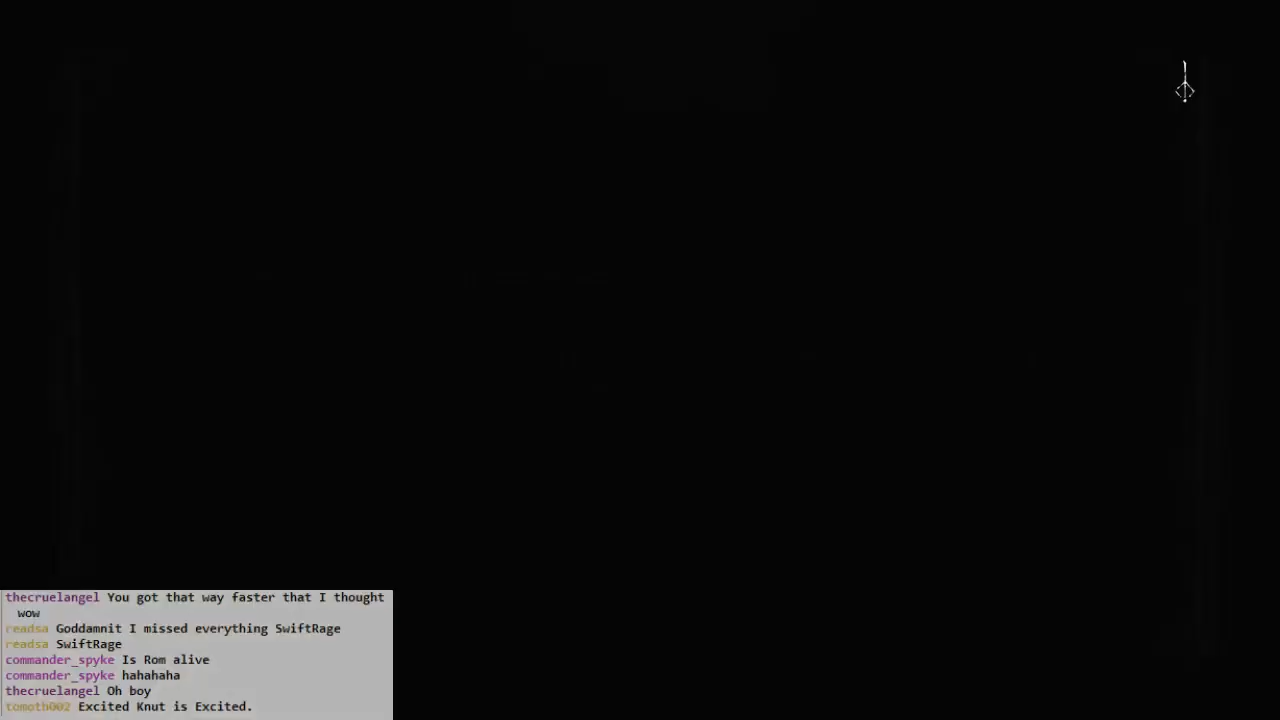 thecruelangel You got that way faster that I thought
wow
readsa Goddamnit I missed everything SwiftRage
readsa SwiftRage
commander_spyke Is Rom alive
commander_spyke hahahaha
thecruelangel Oh boy
tomoth002 Excited Knut is Excited.